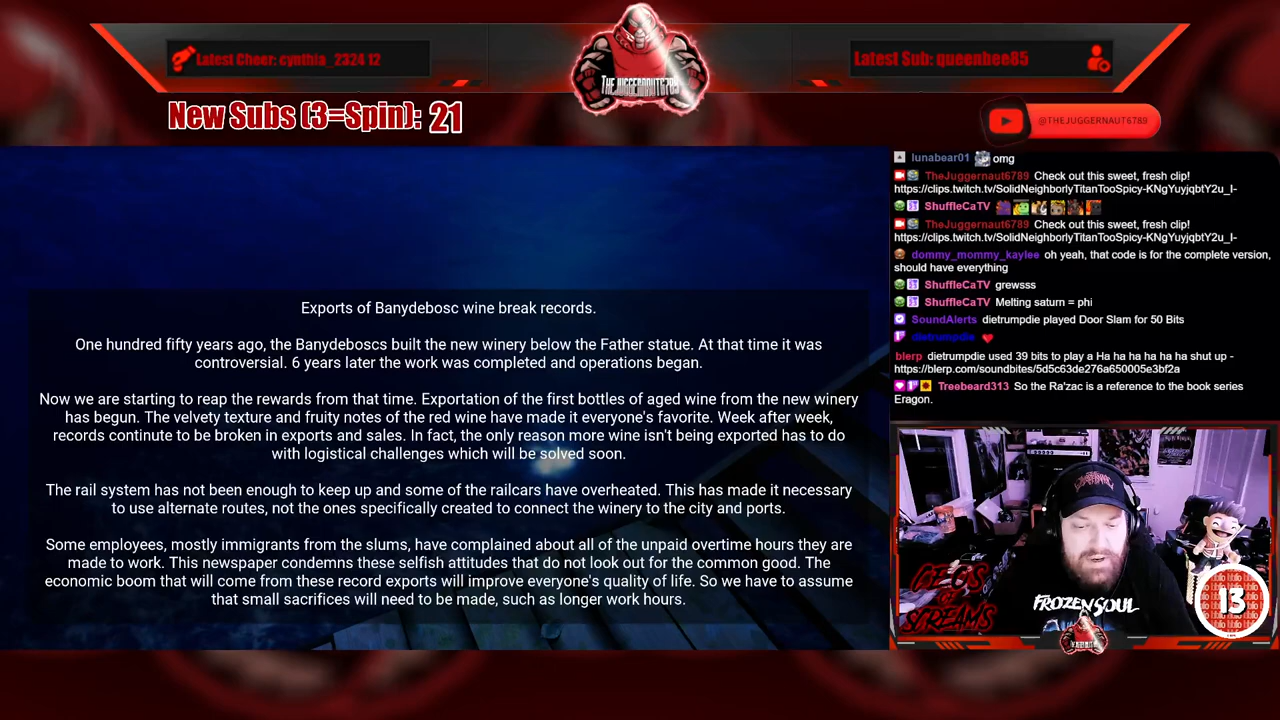 Latest Cheer: cynthia_2324 12
Latest Sub: queenbee85
THEJUGGERNAUT6789
New Subs (3=Spin): 21
@THEJUGGERNAUT6789
Exports of Banydebosc wine break records.
One hundred fifty years ago, the Banydeboscs built the new winery below the Father statue. At that time it was
controversial. 6 years later the work was completed and operations began.
Now we are starting to reap the rewards from that time. Exportation of the first bottles of aged wine from the new winery
has begun. The velvety texture and fruity notes of the red wine have made it everyone's favorite. Week after week,
records continute to be broken in exports and sales. In fact, the only reason more wine isn't being exported has to do
with logistical challenges which will be solved soon.
The rail system has not been enough to keep up and some of the railcars have overheated. This has made it necessary
to use alternate routes, not the ones specifically created to connect the winery to the city and ports.
Some employees, mostly immigrants from the slums, have complained about all of the unpaid overtime hours they are
made to work. This newspaper condemns these selfish attitudes that do not look out for the common good. The
economic boom that will come from these record exports will improve everyone's quality of life. So we have to assume
that small sacrifices will need to be made, such as longer work hours.
lunabear01 omg
TheJuggernaut6789 Check out this sweet, fresh clip!
https://clips.twitch.tv/SolidNeighborlyTitanTooSpicy-KNgYuyjqbtY2u_I-
ShuffleCaTV
TheJuggernaut6789 Check out this sweet, fresh clip!
https://clips.twitch.tv/SolidNeighborlyTitanTooSpicy-KNgYuyjqbtY2u_I-
dommy_mommy_kaylee oh yeah, that code is for the complete version,
should have everything
ShuffleCaTV grewsss
ShuffleCaTV Melting saturn = phi
SoundAlerts dietrumpdie played Door Slam for 50 Bits
dietrumpdie
blerp dietrumpdie used 39 bits to play a Ha ha ha ha ha ha shut up -
https://blerp.com/soundbites/5d5c63de276a650005e3bf2a
Treebeard313 So the Ra'zac is a reference to the book series
Eragon.
GEEKS
SCREAMS
FROZEN SOUL
13